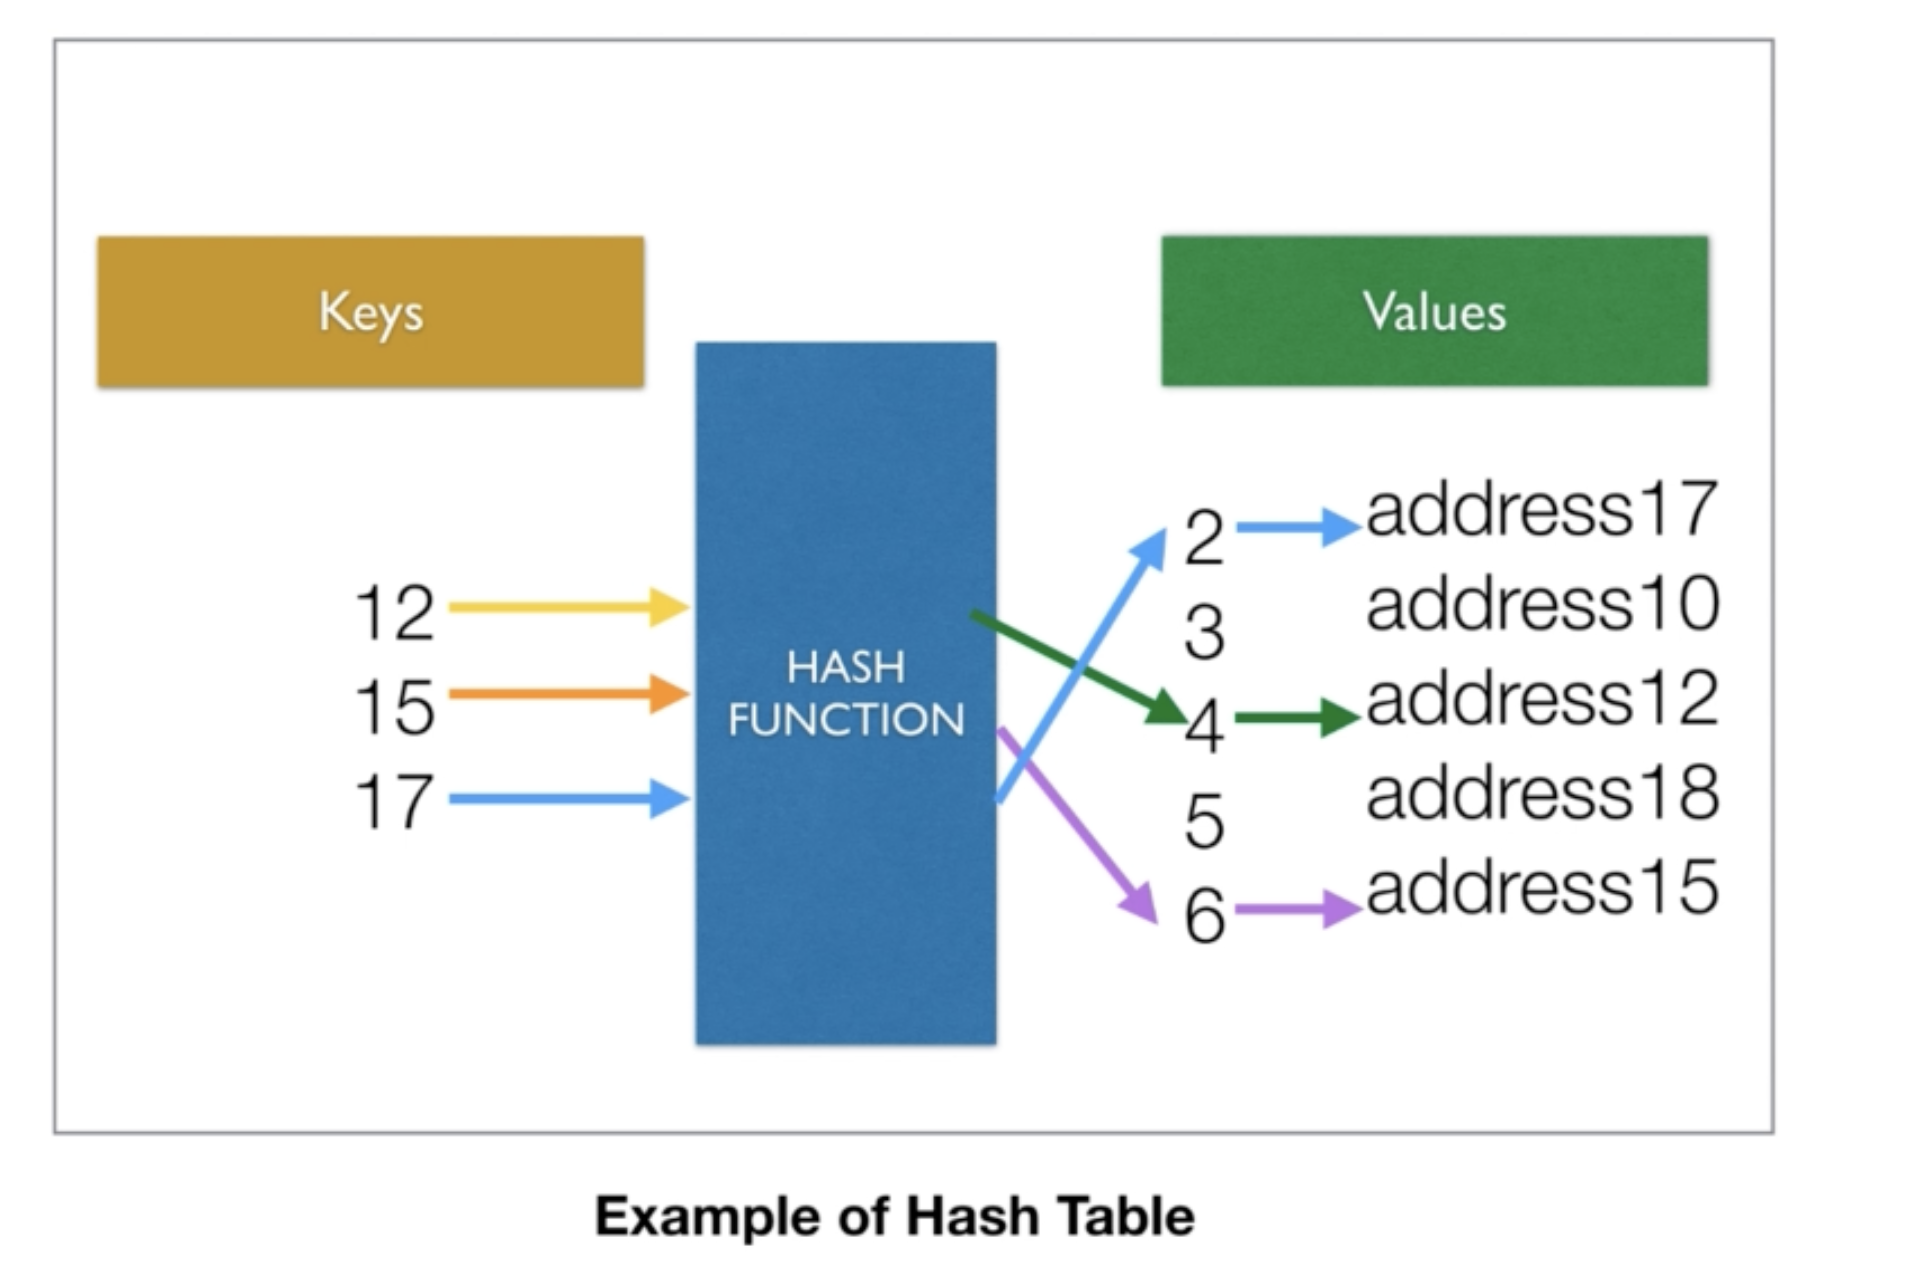 Keys
Values
HASH
FUNCTION
12
15
17
2 address17
3 address10
4 address12
5 address18
6 address15
Example of Hash Table